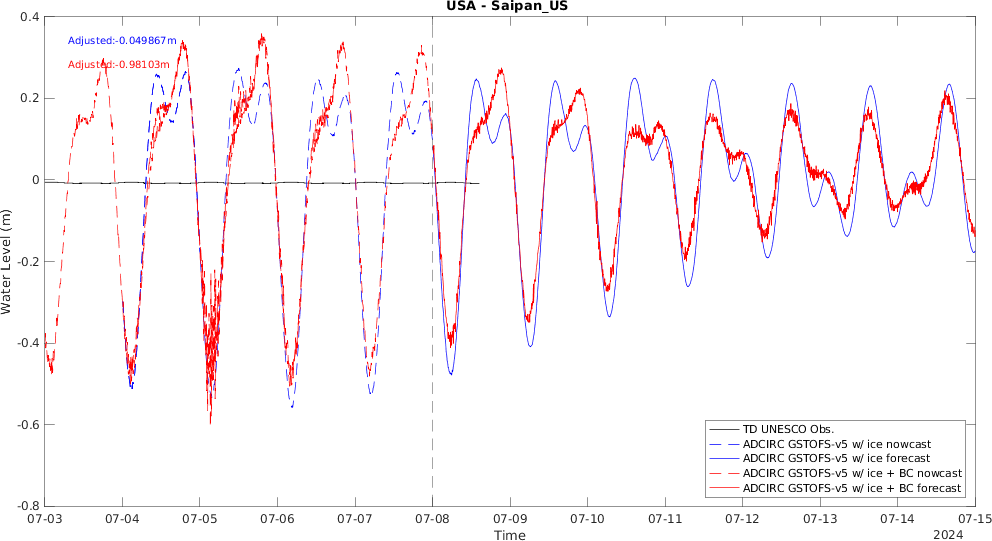 USA - Saipan_US
Adjusted:-0.049867m
Adjusted:-0.98103m
Water Level (m)
0.4
0.2
0
-0.2
-0.4
-0.6
-0.8
TD UNESCO Obs.
ADCIRC GSTOFS-v5 w/ ice nowcast
ADCIRC GSTOFS-v5 w/ ice forecast
ADCIRC GSTOFS-v5 w/ ice + BC nowcast
ADCIRC GSTOFS-v5 w/ ice + BC forecast
07-03 07-04 07-05 07-06 07-07 07-08 07-09 07-10 07-11 07-12 07-13 07-14 07-15
Time
2024